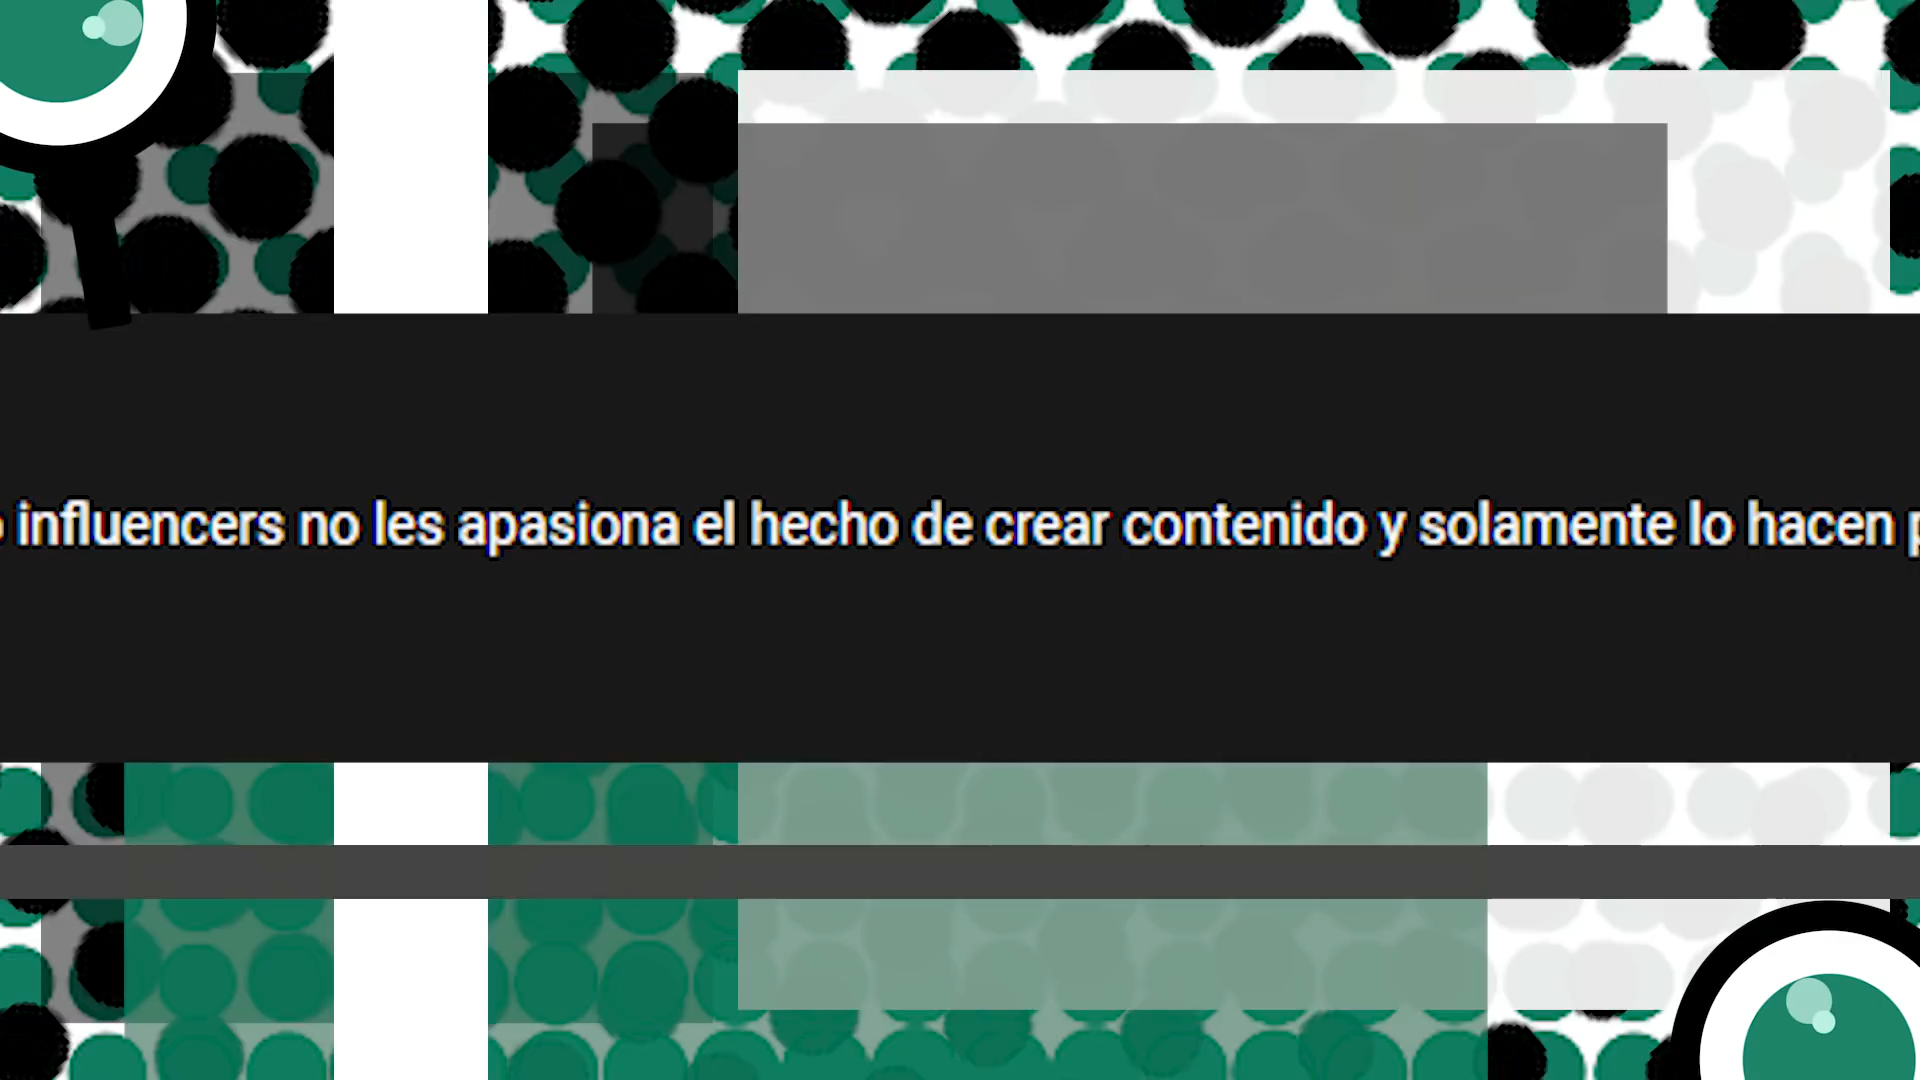 influencers no les apasiona el hecho de crear contenido y solamente lo hacen